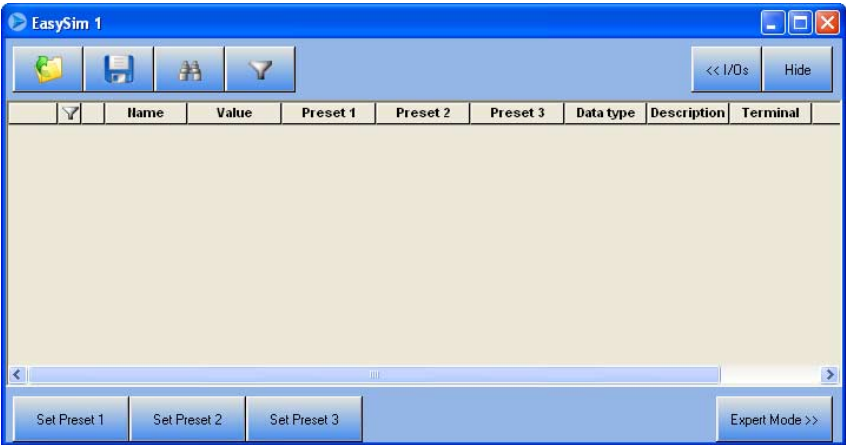 EasySim 1
<< I/Os Hide
Name Value Preset 1 Preset 2 Preset 3 Data type Description Terminal
Set Preset 1 Set Preset 2 Set Preset 3 Expert Mode >>